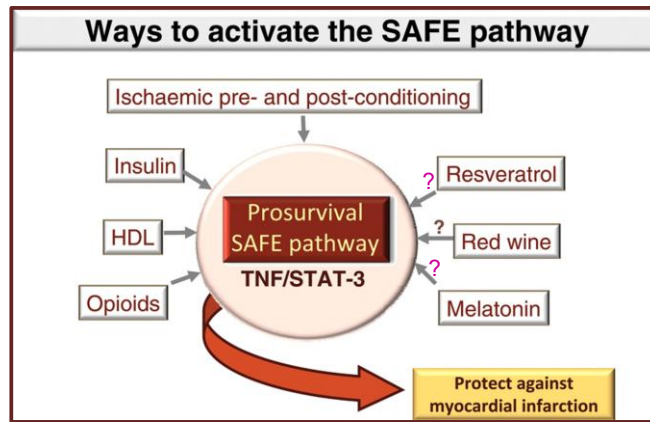 Ways to activate the SAFE pathway
Ischaemic pre- and post-conditioning
Insulin
HDL
Opioids
Prosurvival
SAFE pathway
TNF/STAT-3
?
Resveratrol
?
Red wine
?
Melatonin
Protect against
myocardial infarction